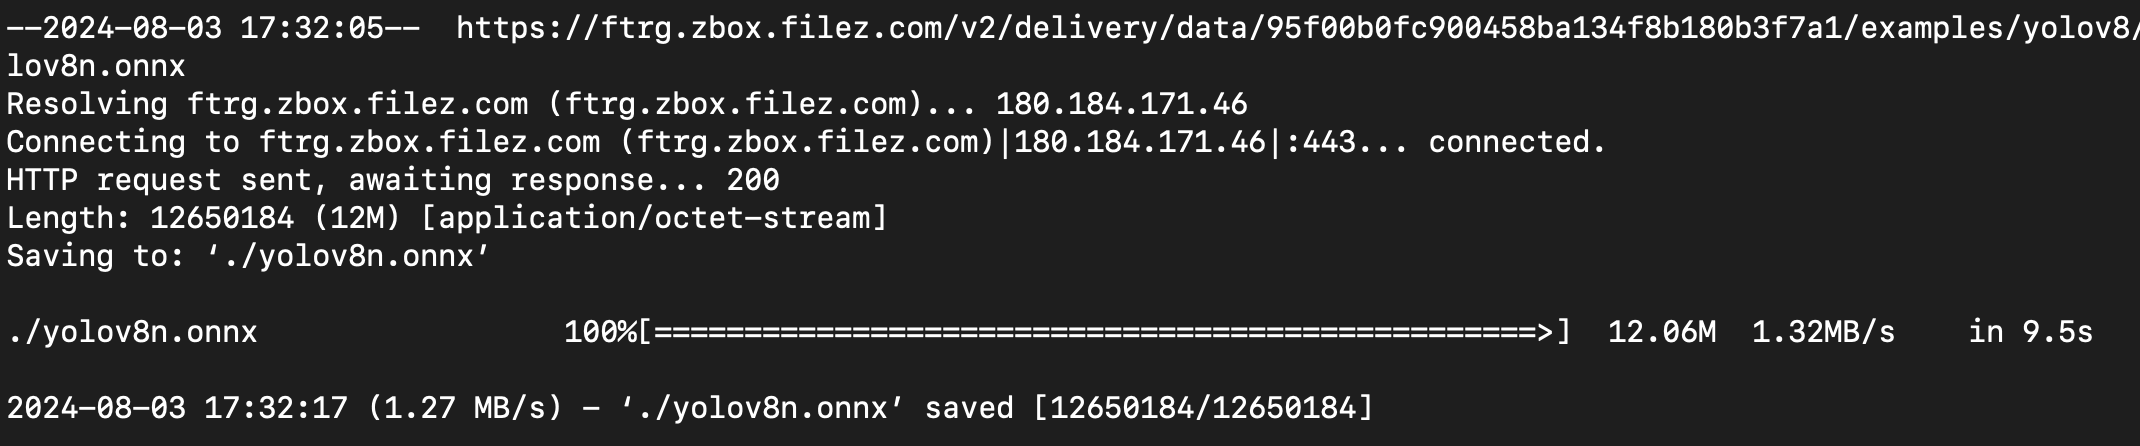 --2024-08-03 17:32:05--  https://ftrg.zbox.filez.com/v2/delivery/data/95f00b0fc900458ba134f8b180b3f7a1/examples/yolov8/
lov8n.onnx
Resolving ftrg.zbox.filez.com (ftrg.zbox.filez.com)... 180.184.171.46
Connecting to ftrg.zbox.filez.com (ftrg.zbox.filez.com)|180.184.171.46|:443... connected.
HTTP request sent, awaiting response... 200
Length: 12650184 (12M) [application/octet-stream]
Saving to: ‘./yolov8n.onnx’
./yolov8n.onnx                 100%[=================================================>]  12.06M  1.32MB/s    in 9.5s
2024-08-03 17:32:17 (1.27 MB/s) - ‘./yolov8n.onnx’ saved [12650184/12650184]